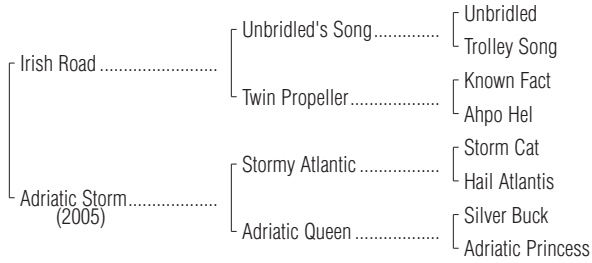 Unbridled
Unbridled's Song..............
Trolley Song
Irish Road ........................
Known Fact
Twin Propeller...................
Ahpo Hel
Storm Cat
Stormy Atlantic .................
Hail Atlantis
Adriatic Storm..................
(2005)
Silver Buck
Adriatic Queen ..................
Adriatic Princess